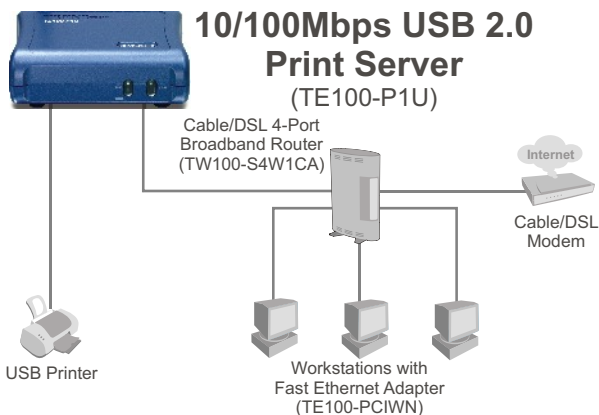 10/100Mbps USB 2.0
Print Server
(TE100-P1U)
Cable/DSL 4-Port
Broadband Router
(TW100-S4W1CA)
Internet
Cable/DSL
Modem
USB Printer
Workstations with
Fast Ethernet Adapter
(TE100-PCIWN)